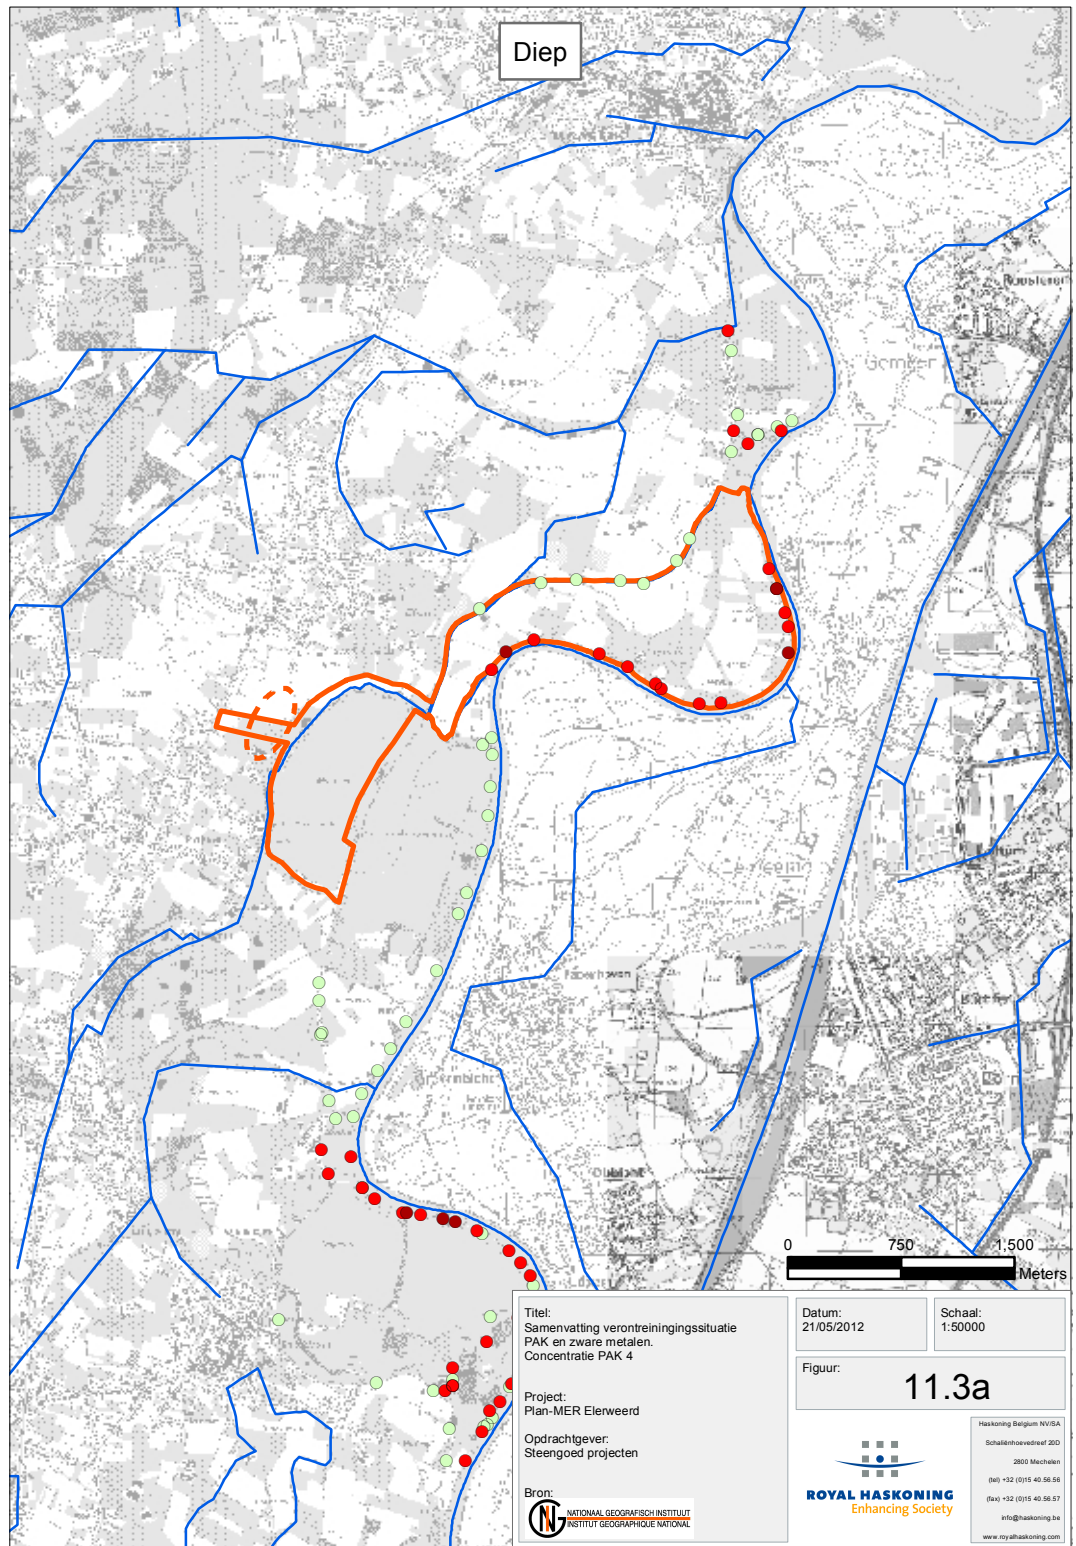 Diep
0 750 1,500
Meters
Titel:
Samenvatting verontreinigingssituatie
PAK en zware metalen.
Concentratie PAK 4
Project:
Plan-MER Elerweerd
Opdrachtgever:
Steengoed projecten
Bron:
NATIONAAL GEOGRAFISCH INSTITUUT
INSTITUT GEOGRAPHIQUE NATIONAL
Datum:
21/05/2012
Schaal:
1:50000
Figuur:
11.3a
ROYAL HASKONING
Enhancing Society
Haskoning Belgium NV/SA
Schaliënhoevedreef 20D
2800 Mechelen
(tel) +32 (0)15 40.56.56
(fax) +32 (0)15 40.56.57
info@haskoning.be
www.royalhaskoning.com